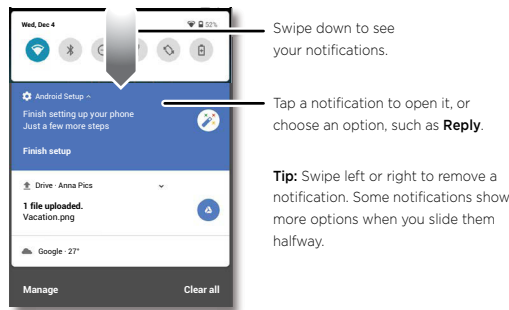 Wed, Dec 4
52%
Swipe down to see
your notifications.
Android Setup
Finish setting up your phone
Just a few more steps
Finish setup
Tap a notification to open it, or
choose an option, such as Reply.
Tip: Swipe left or right to remove a
notification. Some notifications show
more options when you slide them
halfway.
Drive · Anna Pics
1 file uploaded.
Vacation.png
Google · 27°
Manage
Clear all